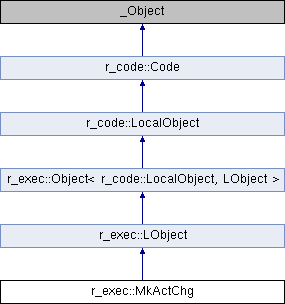 _Object
r_code::Code
r_code::LocalObject
r_exec::Object< r_code::LocalObject, LObject >
r_exec::LObject
r_exec::MkActChg